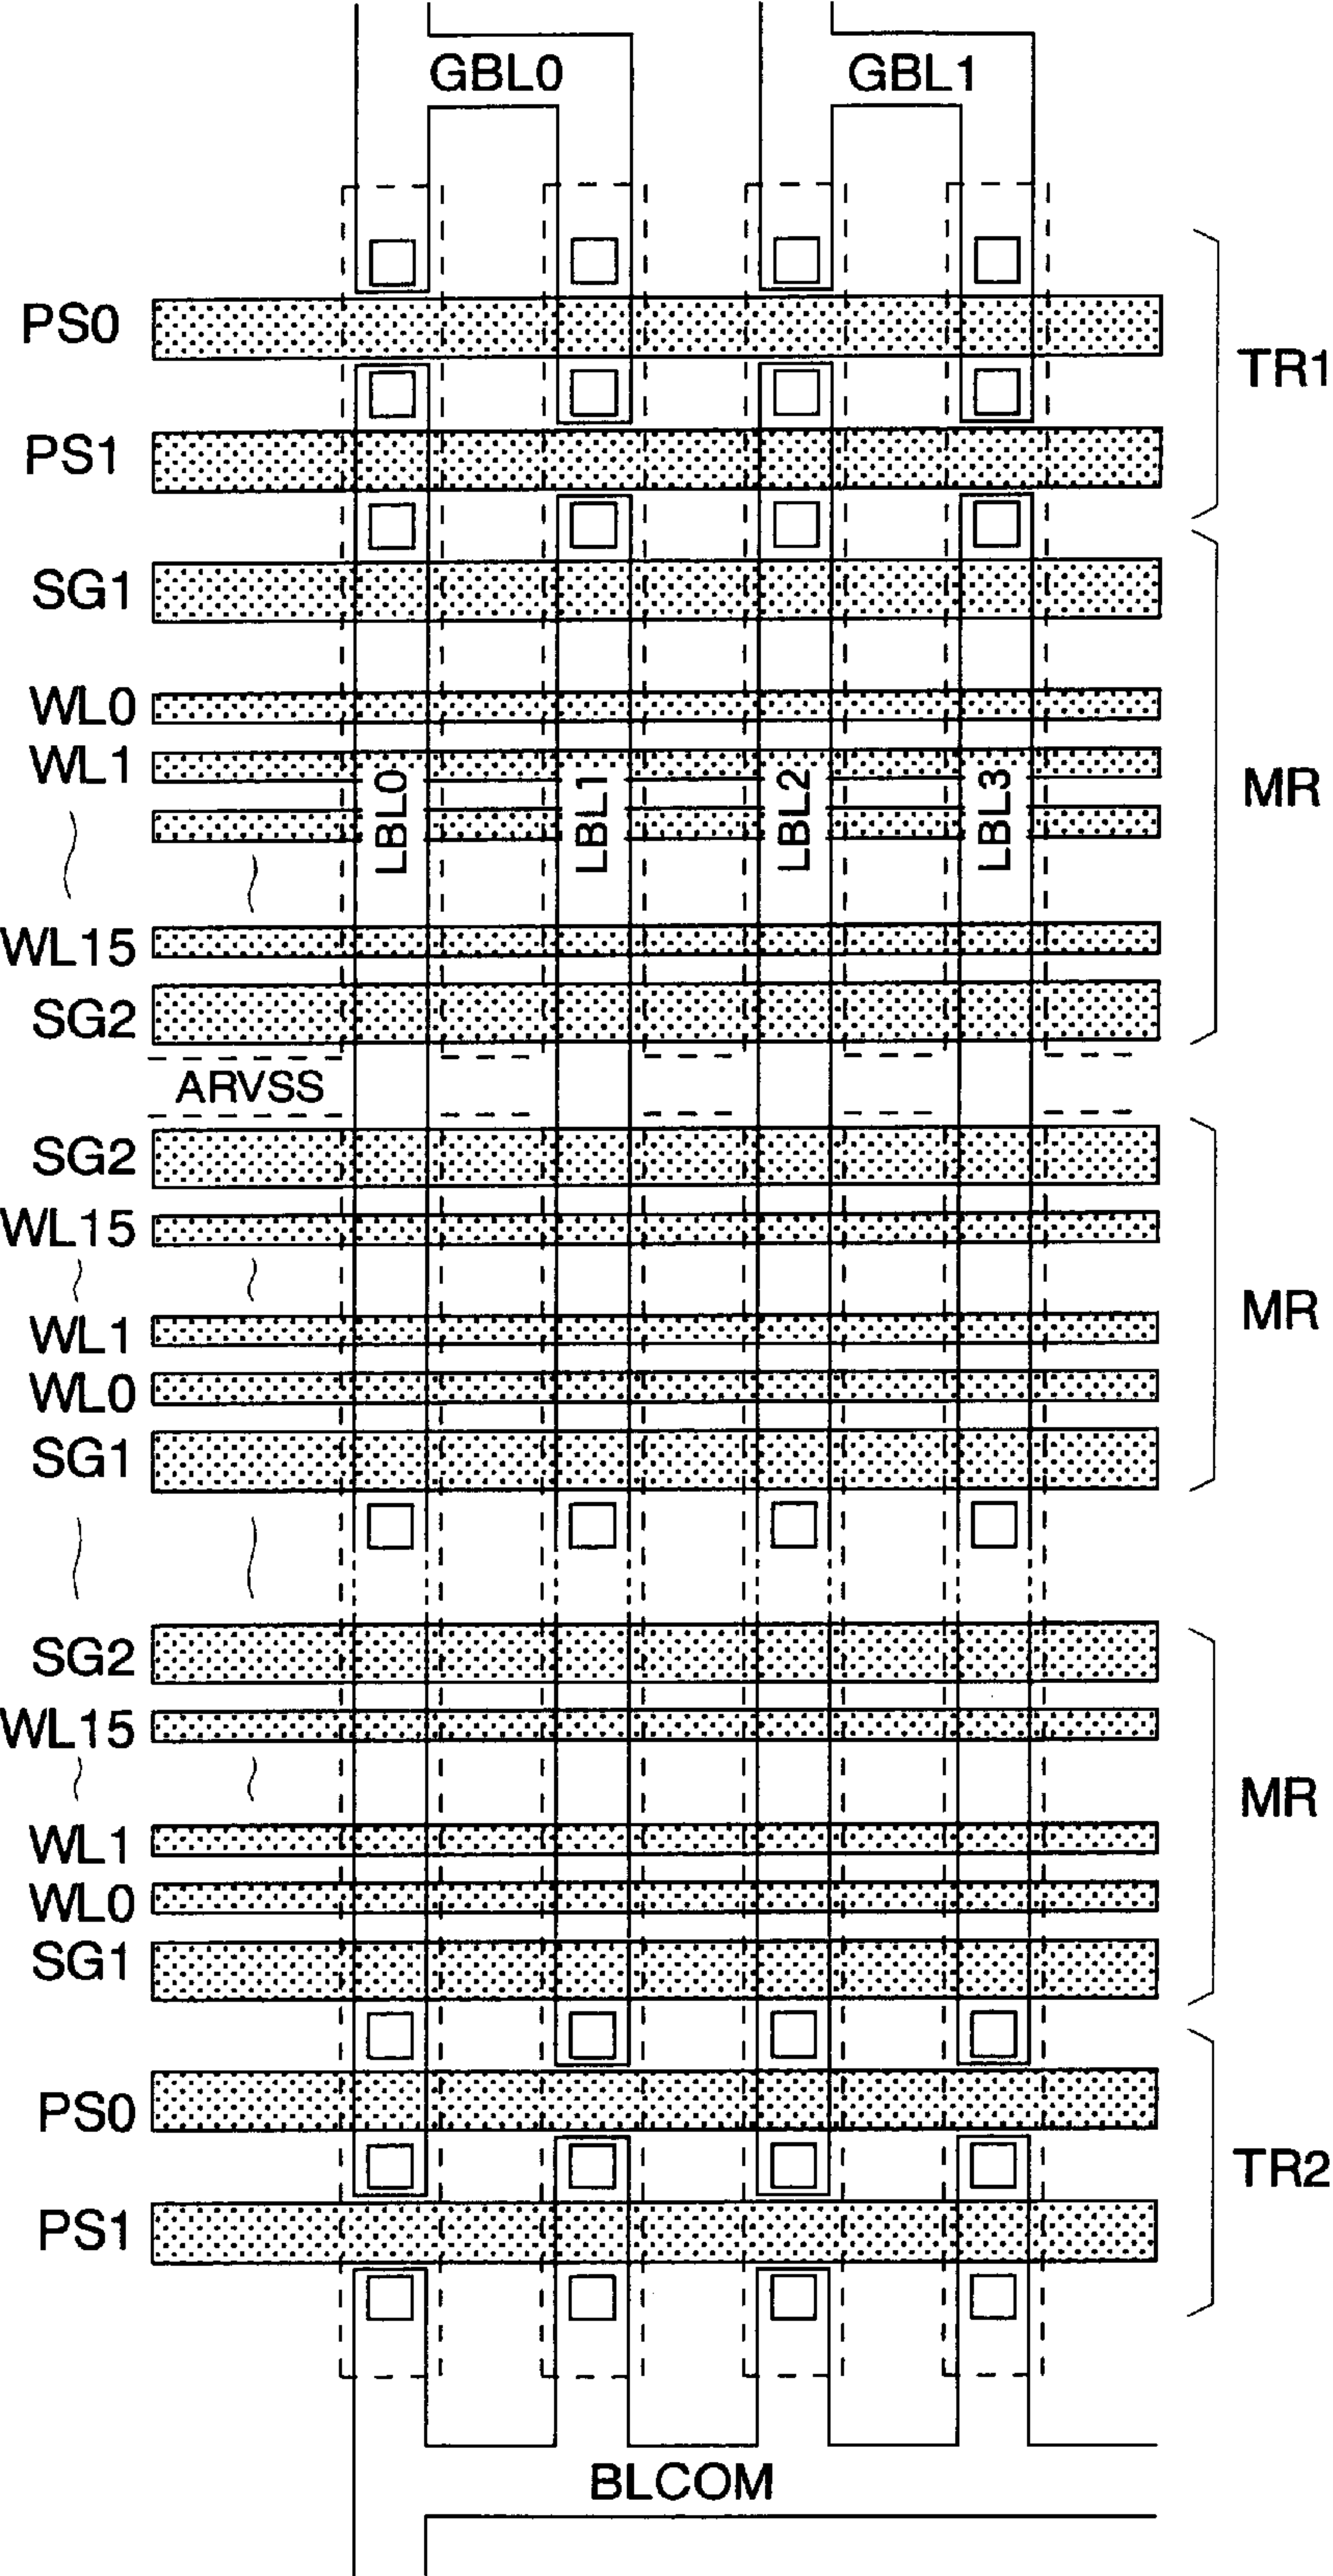 GBL0 GBL1
PS0
TR1
PS1
SG1
WL0
WL1
MR
LBL0 LBL1 LBL2 LBL3
WL15
SG2
ARVSS
SG2
WL15
MR
WL1
WL0
SG1
SG2
WL15
MR
WL1
WL0
SG1
PS0
TR2
PS1
BLCOM